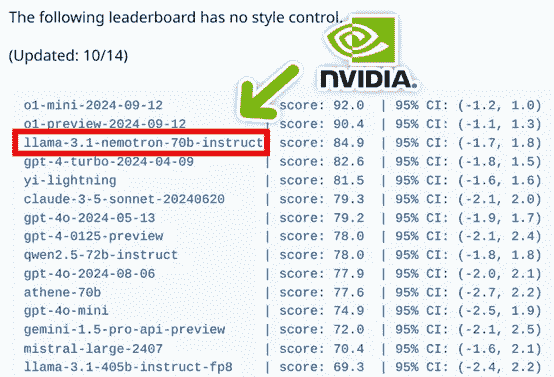 The following leaderboard has no style control.
(Updated: 10/14)
NVIDIA.
o1-mini-2024-09-12 | score: 92.0 | 95% CI: (-1.2, 1.0)
o1-preview-2024-09-12 | score: 90.4 | 95% CI: (-1.1, 1.3)
llama-3.1-nemotron-70b-instruct | score: 84.9 | 95% CI: (-1.7, 1.8)
gpt-4-turbo-2024-04-09 | score: 82.6 | 95% CI: (-1.8, 1.5)
yi-lightning | score: 81.5 | 95% CI: (-1.6, 1.6)
claude-3-5-sonnet-20240620 | score: 79.3 | 95% CI: (-2.1, 2.0)
gpt-4o-2024-05-13 | score: 79.2 | 95% CI: (-1.9, 1.7)
gpt-4-0125-preview | score: 78.0 | 95% CI: (-2.1, 2.4)
qwen2.5-72b-instruct | score: 78.0 | 95% CI: (-1.8, 1.8)
gpt-4o-2024-08-06 | score: 77.9 | 95% CI: (-2.0, 2.1)
athene-70b | score: 77.6 | 95% CI: (-2.7, 2.2)
gpt-4o-mini | score: 74.9 | 95% CI: (-2.5, 1.9)
gemini-1.5-pro-api-preview | score: 72.0 | 95% CI: (-2.1, 2.5)
mistral-large-2407 | score: 70.4 | 95% CI: (-1.6, 2.1)
llama-3.1-405b-instruct-fp8 | score: 69.3 | 95% CI: (-2.4, 2.2)